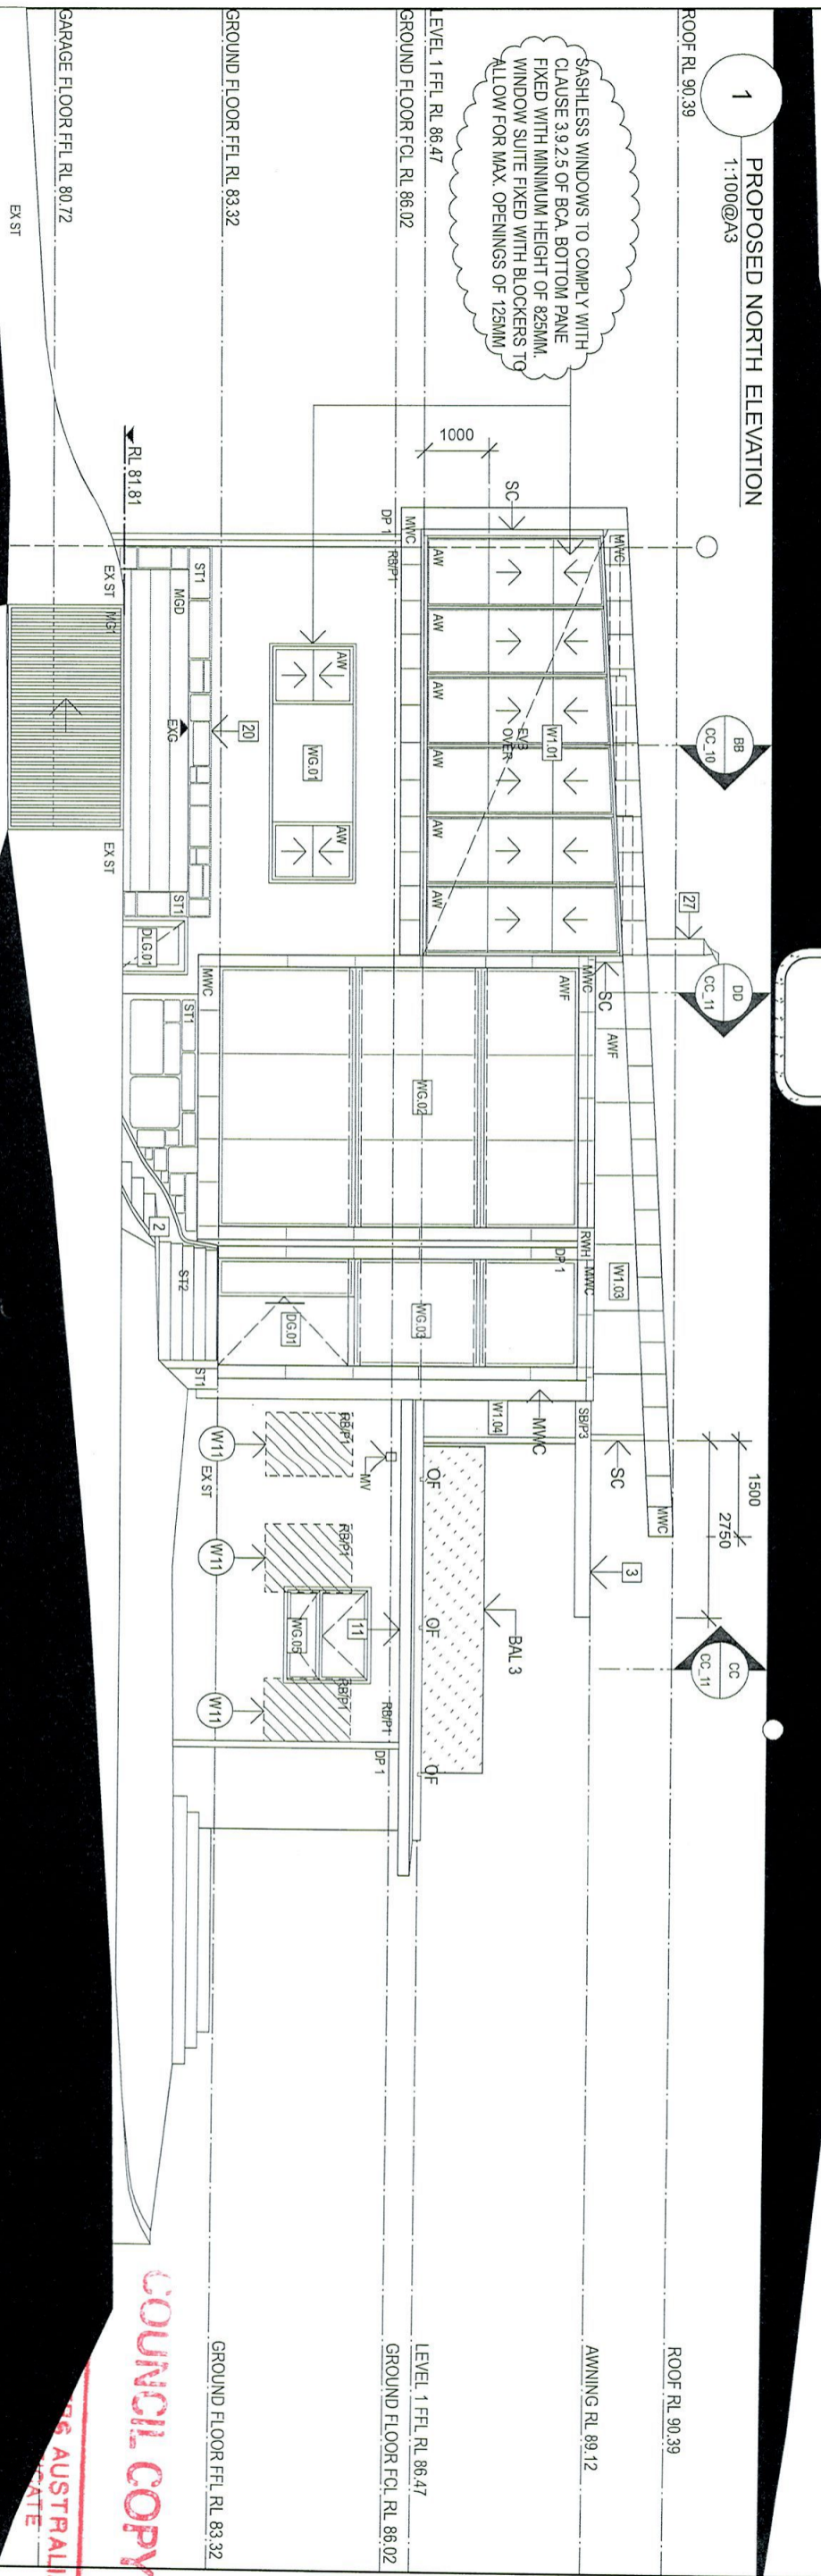 1
PROPOSED NORTH ELEVATION
1:100@A3
ROOF RL 90.39
SASHLESS WINDOWS TO COMPLY WITH
CLAUSE 3.9.2.5 OF BCA. BOTTOM PANE
FIXED WITH MINIMUM HEIGHT OF 825MM.
WINDOW SUITE FIXED WITH BLOCKERS TO
ALLOW FOR MAX. OPENINGS OF 125MM
LEVEL 1 FFL RL 86.47
GROUND FLOOR FCL RL 86.02
GROUND FLOOR FFL RL 83.32
GARAGE FLOOR FFL RL 80.72
EX ST
RL 81.81
1000
SC
MWC
DP 1
MWC
RB/P1
AW
AW
AW
AW
AW
AW
W1.01
EVB
OVER
BB
CC_10
27
DD
CC_11
AW
WG.01
AW
20
ST1
MGD
EXG
EX ST
MG1
EX ST
ST1
DLG.01
SC
MWC
AWF
AWF
WG.02
MWC
ST1
2
ST2
ST1
RWH
MWC
DP 1
W1.03
WG.03
DG.01
SB/P3
W1.04
MWC
SC
MWC
1500
2750
3
CC
CC_11
BAL 3
OF
OF
OF
MV
RB/P1
RB/P1
RB/P1
RB/P1
11
WG.05
DP 1
W11
W11
W11
EX ST
ROOF RL 90.39
AWNING RL 89.12
LEVEL 1 FFL RL 86.47
GROUND FLOOR FCL RL 86.02
GROUND FLOOR FFL RL 83.32
COUNCIL COPY
AUSTRALI